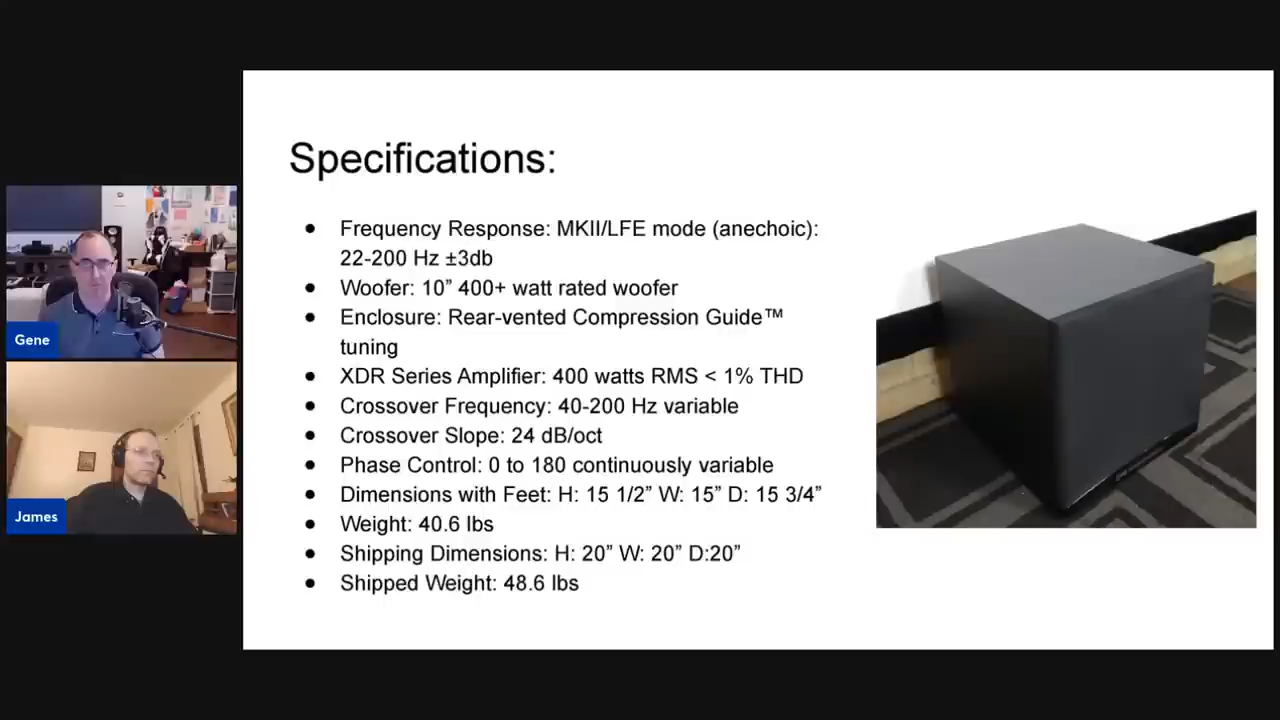 Specifications:
● Frequency Response: MKII/LFE mode (anechoic):
22-200 Hz ±3db
● Woofer: 10” 400+ watt rated woofer
● Enclosure: Rear-vented Compression Guide™
tuning
● XDR Series Amplifier: 400 watts RMS < 1% THD
● Crossover Frequency: 40-200 Hz variable
● Crossover Slope: 24 dB/oct
● Phase Control: 0 to 180 continuously variable
● Dimensions with Feet: H: 15 1/2” W: 15” D: 15 3/4”
● Weight: 40.6 lbs
● Shipping Dimensions: H: 20” W: 20” D:20”
● Shipped Weight: 48.6 lbs
Gene
James